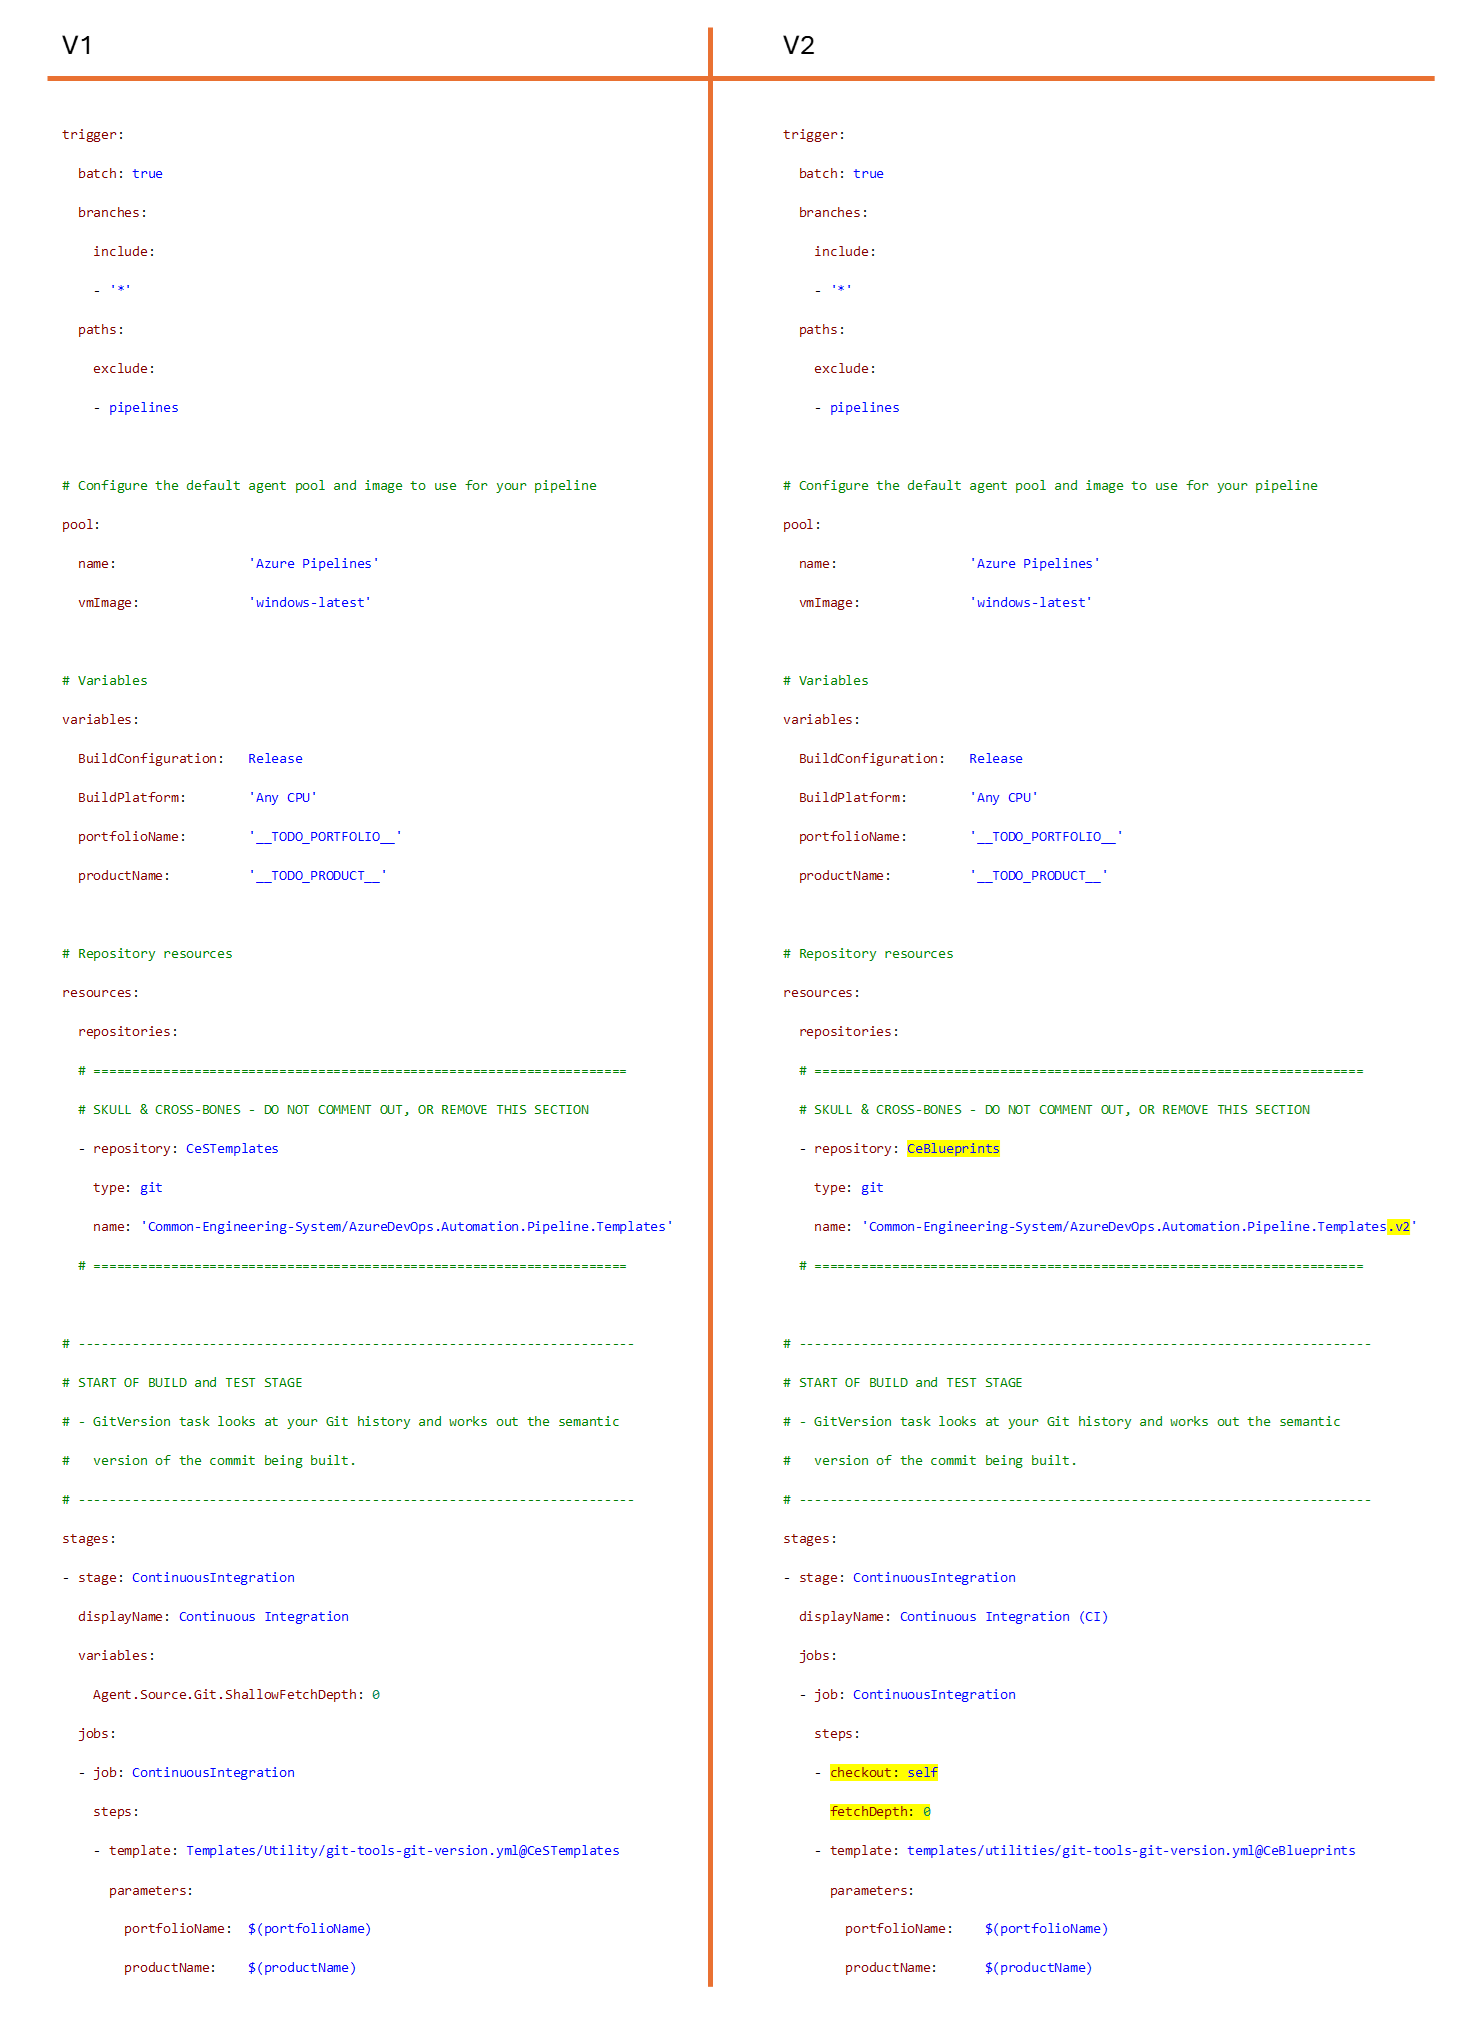 V1
trigger:
  batch: true
  branches:
    include:
    - '*'
  paths:
    exclude:
    - pipelines
# Configure the default agent pool and image to use for your pipeline
pool:
  name:                 'Azure Pipelines'
  vmImage:              'windows-latest'
# Variables
variables:
  BuildConfiguration:   Release
  BuildPlatform:        'Any CPU'
  portfolioName:        '__TODO_PORTFOLIO__'
  productName:          '__TODO_PRODUCT__'
# Repository resources
resources:
  repositories:
  # =====================================================================
  # SKULL & CROSS-BONES - DO NOT COMMENT OUT, OR REMOVE THIS SECTION
  - repository: CeSTemplates
    type: git
    name: 'Common-Engineering-System/AzureDevOps.Automation.Pipeline.Templates'
  # =====================================================================
# ------------------------------------------------------------------------
# START OF BUILD and TEST STAGE
# - GitVersion task looks at your Git history and works out the semantic
#   version of the commit being built.
# ------------------------------------------------------------------------
stages:
- stage: ContinuousIntegration
  displayName: Continuous Integration
  variables:
    Agent.Source.Git.ShallowFetchDepth: 0
  jobs:
  - job: ContinuousIntegration
    steps:
    - template: Templates/Utility/git-tools-git-version.yml@CeSTemplates
      parameters:
        portfolioName:  $(portfolioName)
        productName:    $(productName)
V2
trigger:
  batch: true
  branches:
    include:
    - '*'
  paths:
    exclude:
    - pipelines
# Configure the default agent pool and image to use for your pipeline
pool:
  name:                 'Azure Pipelines'
  vmImage:              'windows-latest'
# Variables
variables:
  BuildConfiguration:   Release
  BuildPlatform:        'Any CPU'
  portfolioName:        '__TODO_PORTFOLIO__'
  productName:          '__TODO_PRODUCT__'
# Repository resources
resources:
  repositories:
  # =======================================================================
  # SKULL & CROSS-BONES - DO NOT COMMENT OUT, OR REMOVE THIS SECTION
  - repository: CeBlueprints
    type: git
    name: 'Common-Engineering-System/AzureDevOps.Automation.Pipeline.Templates.v2'
  # =======================================================================
# --------------------------------------------------------------------------
# START OF BUILD and TEST STAGE
# - GitVersion task looks at your Git history and works out the semantic
#   version of the commit being built.
# --------------------------------------------------------------------------
stages:
- stage: ContinuousIntegration
  displayName: Continuous Integration (CI)
  jobs:
  - job: ContinuousIntegration
    steps:
    - checkout: self
      fetchDepth: 0
    - template: templates/utilities/git-tools-git-version.yml@CeBlueprints
      parameters:
        portfolioName:    $(portfolioName)
        productName:      $(productName)